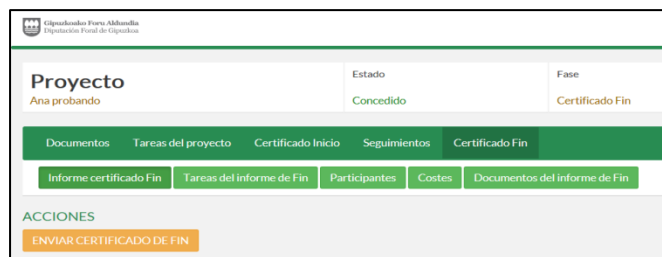 Gipuzkoako Foru Aldundia
Diputación Foral de Gipuzkoa
Proyecto
Ana probando
Estado
Concedido
Fase
Certificado Fin
Documentos Tareas del proyecto Certificado Inicio Seguimientos Certificado Fin
Informe certificado Fin Tareas del informe de Fin Participantes Costes Documentos del informe de Fin
ACCIONES
ENVIAR CERTIFICADO DE FIN